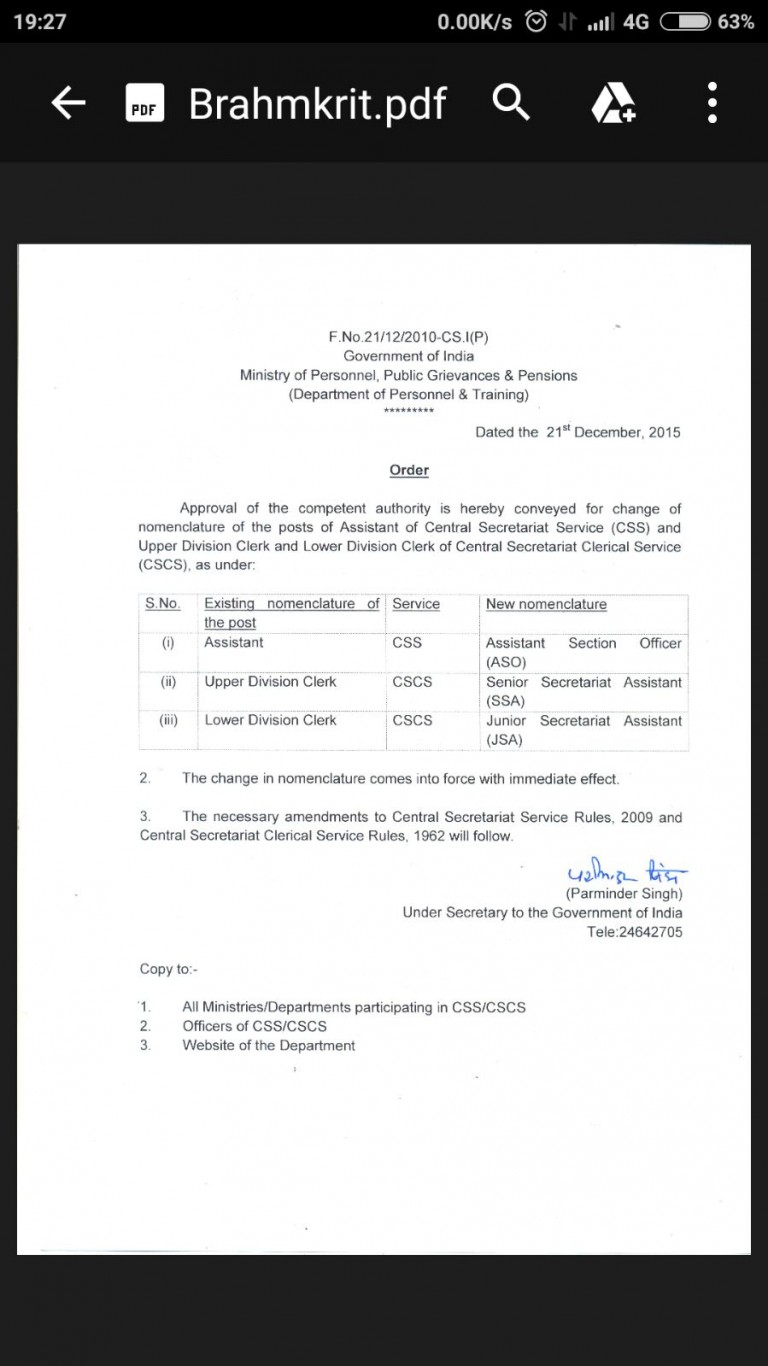 19:27 0.00K/s 4G 63%
PDF Brahmkrit.pdf
F.No.21/12/2010-CS.I(P)
Government of India
Ministry of Personnel, Public Grievances & Pensions
(Department of Personnel & Training)
*********
Dated the 21st December, 2015
Order
Approval of the competent authority is hereby conveyed for change of
nomenclature of the posts of Assistant of Central Secretariat Service (CSS) and
Upper Division Clerk and Lower Division Clerk of Central Secretariat Clerical Service
(CSCS), as under:
S.No. Existing nomenclature of the post Service New nomenclature
(i) Assistant CSS Assistant Section Officer (ASO)
(ii) Upper Division Clerk CSCS Senior Secretariat Assistant (SSA)
(iii) Lower Division Clerk CSCS Junior Secretariat Assistant (JSA)
2. The change in nomenclature comes into force with immediate effect.
3. The necessary amendments to Central Secretariat Service Rules, 2009 and
Central Secretariat Clerical Service Rules, 1962 will follow.
(Parminder Singh)
Under Secretary to the Government of India
Tele:24642705
Copy to:-
1. All Ministries/Departments participating in CSS/CSCS
2. Officers of CSS/CSCS
3. Website of the Department